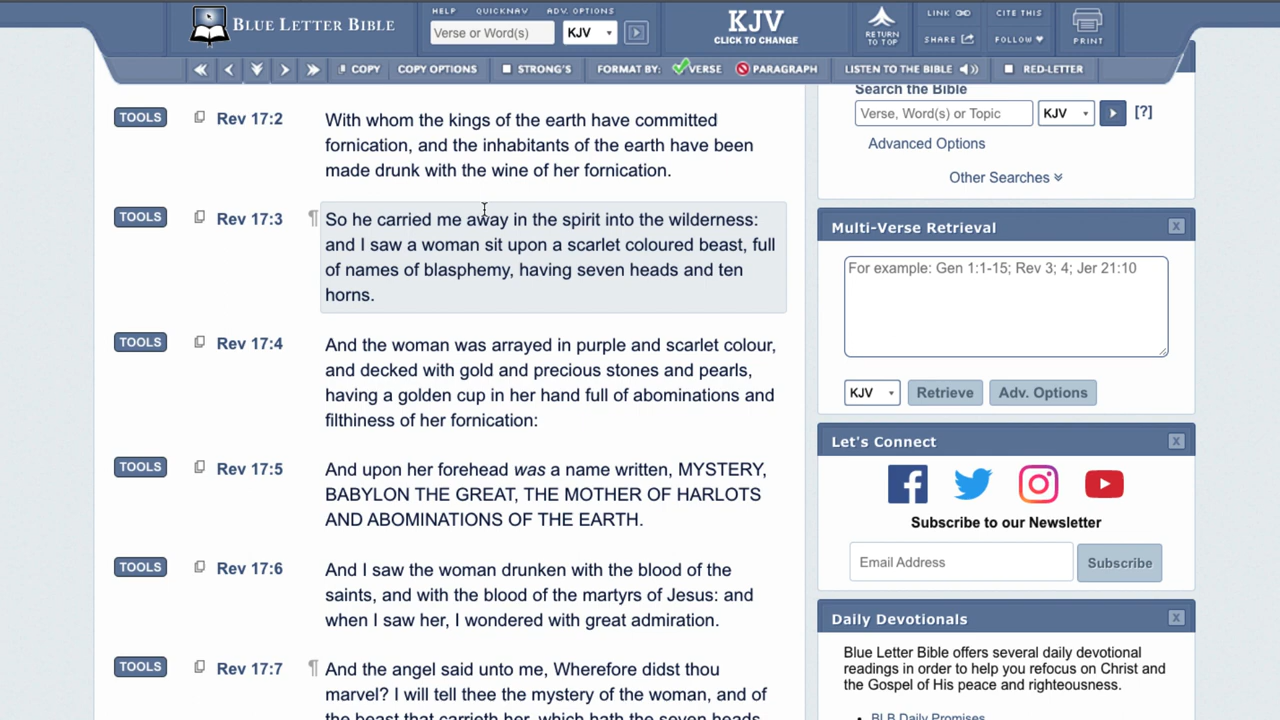 BLUE LETTER BIBLE
HELP QUICKNAV ADV. OPTIONS
Verse or Word(s) KJV
KJV
CLICK TO CHANGE
RETURN
TO TOP
LINK CITE THIS
SHARE FOLLOW
PRINT
COPY COPY OPTIONS STRONG'S FORMAT BY: VERSE PARAGRAPH LISTEN TO THE BIBLE RED-LETTER
TOOLS Rev 17:2 With whom the kings of the earth have committed
fornication, and the inhabitants of the earth have been
made drunk with the wine of her fornication.
TOOLS Rev 17:3 ¶ So he carried me away in the spirit into the wilderness:
and I saw a woman sit upon a scarlet coloured beast, full
of names of blasphemy, having seven heads and ten
horns.
TOOLS Rev 17:4 And the woman was arrayed in purple and scarlet colour,
and decked with gold and precious stones and pearls,
having a golden cup in her hand full of abominations and
filthiness of her fornication:
TOOLS Rev 17:5 And upon her forehead was a name written, MYSTERY,
BABYLON THE GREAT, THE MOTHER OF HARLOTS
AND ABOMINATIONS OF THE EARTH.
TOOLS Rev 17:6 And I saw the woman drunken with the blood of the
saints, and with the blood of the martyrs of Jesus: and
when I saw her, I wondered with great admiration.
TOOLS Rev 17:7 ¶ And the angel said unto me, Wherefore didst thou
marvel? I will tell thee the mystery of the woman, and of
the beast that carrieth her, which hath the seven heads
Search the Bible
Verse, Word(s) or Topic KJV [?]
Advanced Options
Other Searches
Multi-Verse Retrieval X
For example: Gen 1:1-15; Rev 3; 4; Jer 21:10
KJV Retrieve Adv. Options
Let's Connect X
Subscribe to our Newsletter
Email Address Subscribe
Daily Devotionals X
Blue Letter Bible offers several daily devotional
readings in order to help you refocus on Christ and
the Gospel of His peace and righteousness.
BLB Daily Promises